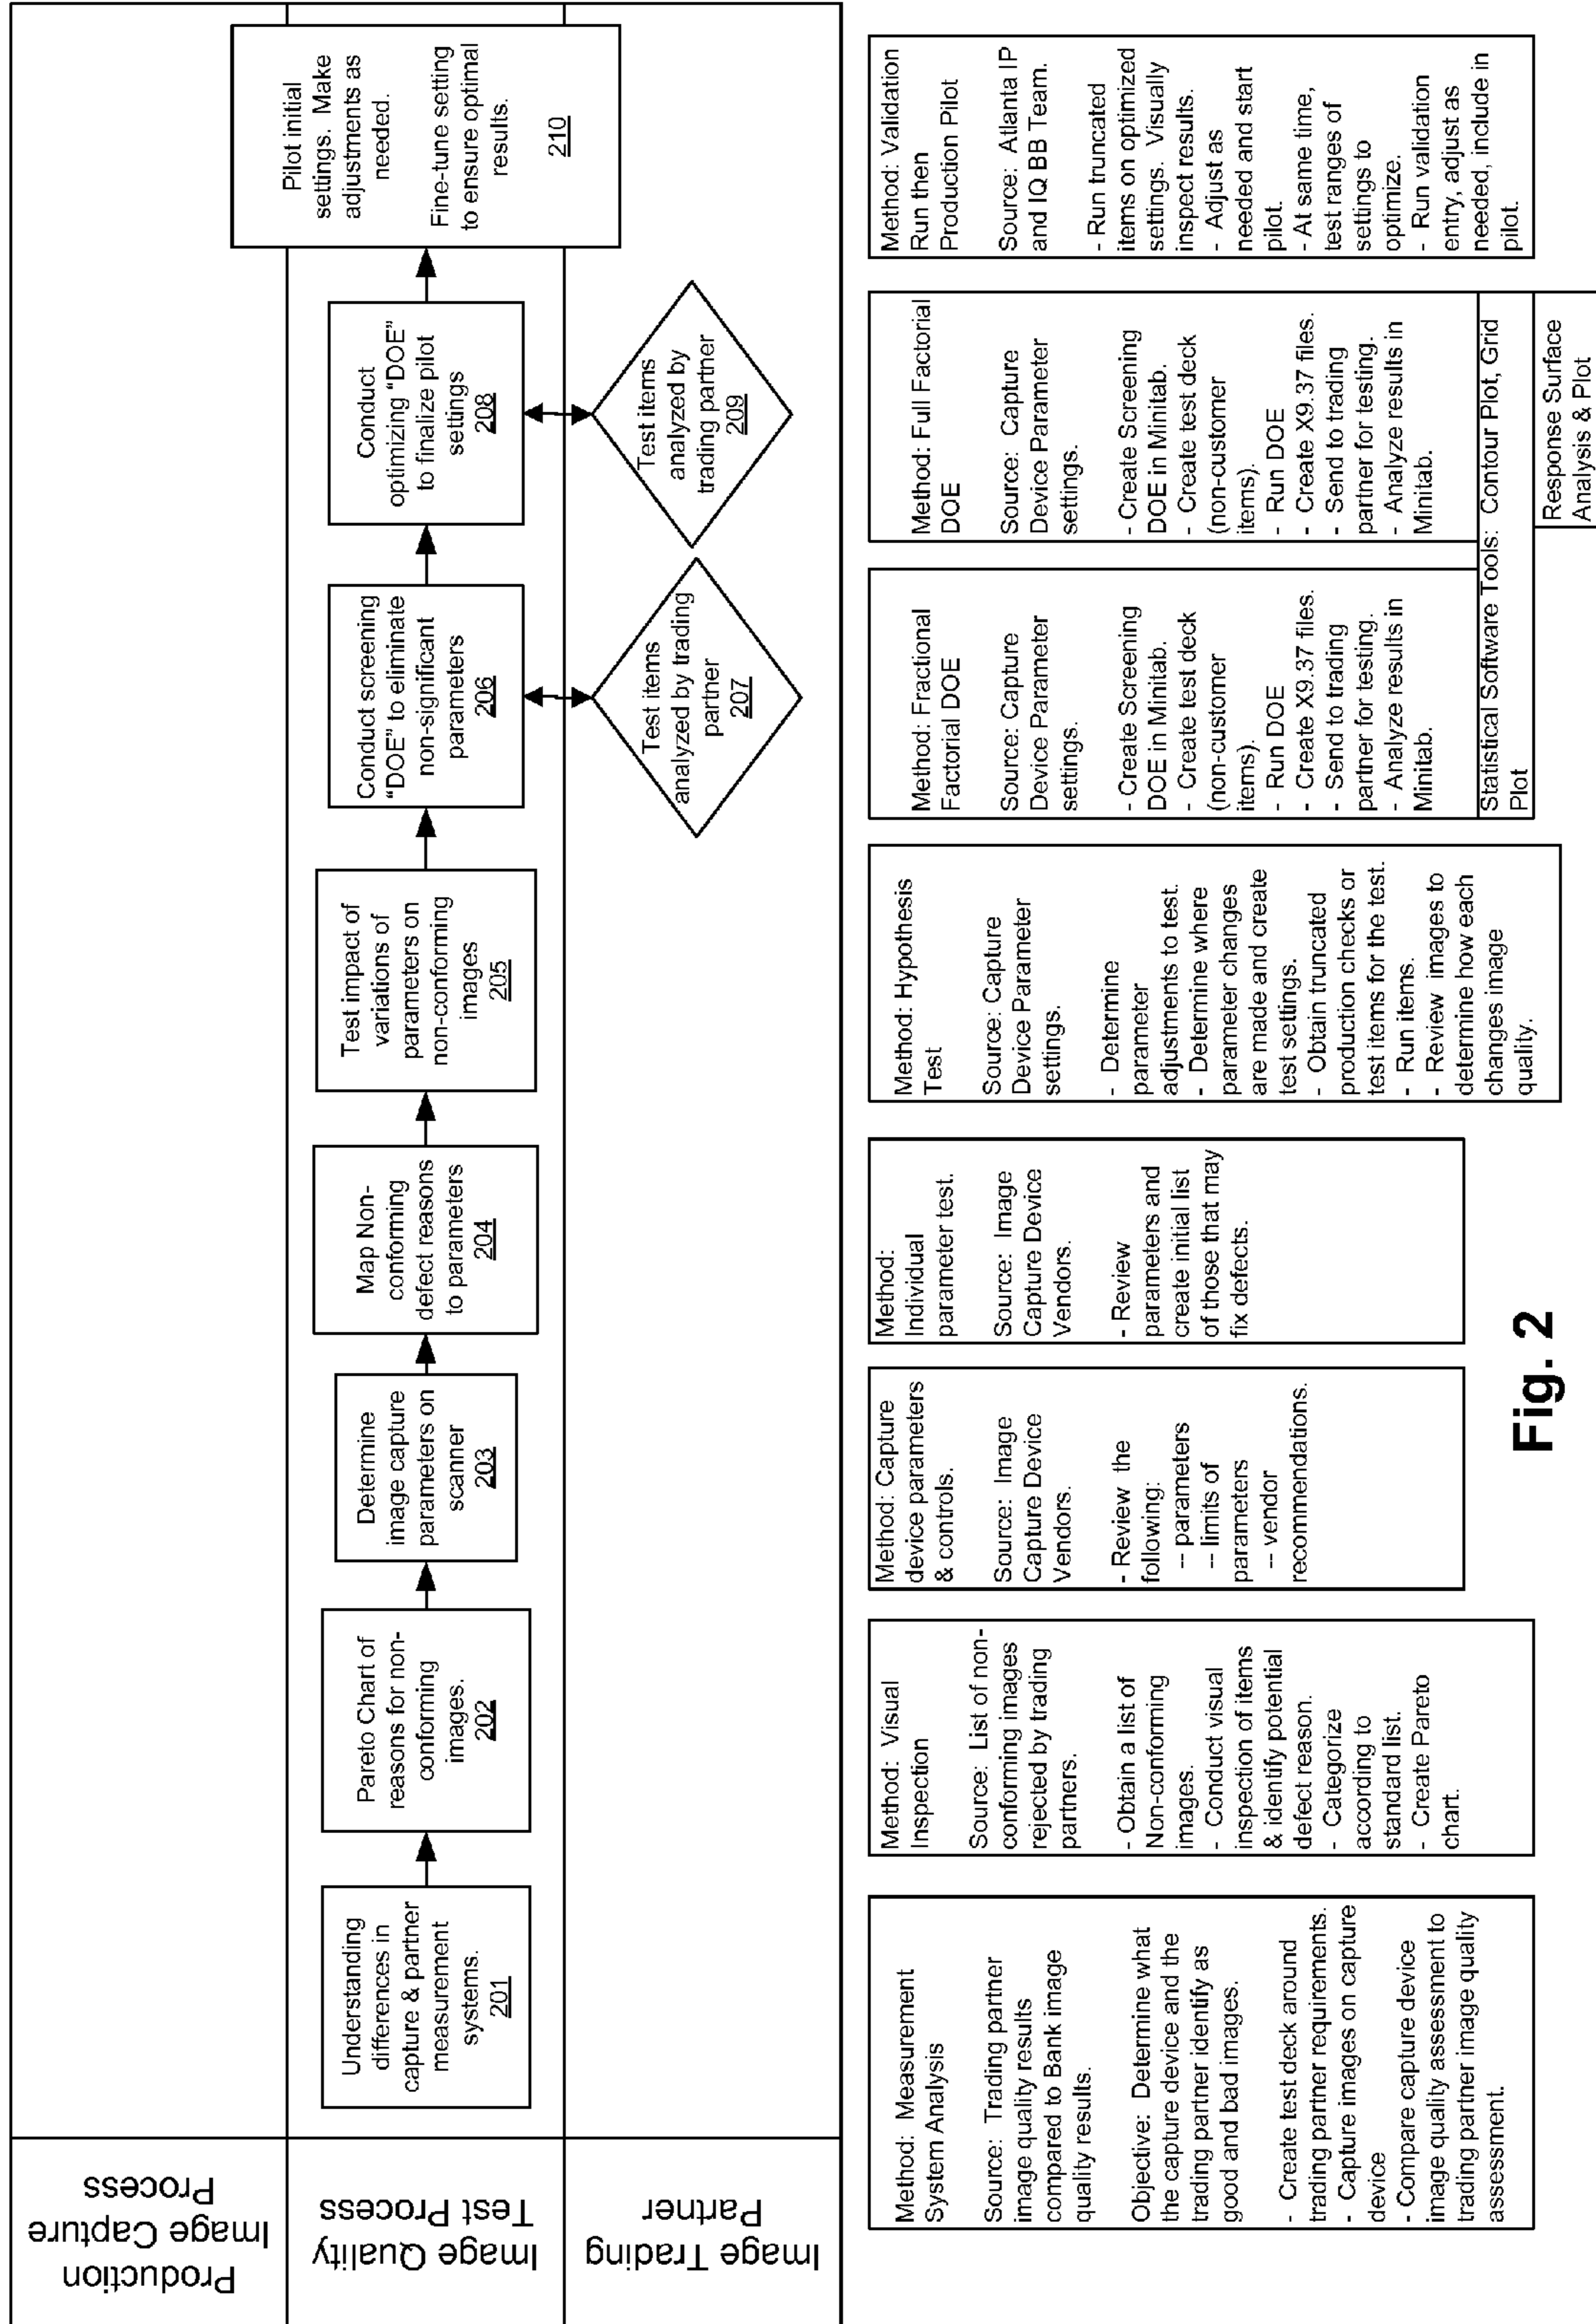 Production
Image Capture
Process
Image Quality
Test Process
Image Trading
Partner
Understanding
differences in
capture & partner
measurement
systems.
201
Pareto Chart of
reasons for non-
conforming
images.
202
Determine
image capture
parameters on
scanner
203
Map Non-
conforming
defect reasons
to parameters
204
Test impact of
variations of
parameters on
non-conforming
images
205
Conduct screening
“DOE” to eliminate
non-significant
parameters
206
Test items
analyzed by trading
partner
207
Conduct
optimizing “DOE”
to finalize pilot
settings
208
Test items
analyzed by
trading partner
209
Pilot initial
settings. Make
adjustments as
needed.
Fine-tune setting
to ensure optimal
results.
210
Method: Measurement
System Analysis
Source: Trading partner
image quality results
compared to Bank image
quality results.
Objective: Determine what
the capture device and the
trading partner identify as
good and bad images.
- Create test deck around
trading partner requirements.
- Capture images on capture
device
- Compare capture device
image quality assessment to
trading partner image quality
assessment.
Method: Visual
Inspection
Source: List of non-
conforming images
rejected by trading
partners.
- Obtain a list of
Non-conforming
images.
- Conduct visual
inspection of items
& identify potential
defect reason.
- Categorize
according to
standard list.
- Create Pareto
chart.
Method: Capture
device parameters
& controls.
Source: Image
Capture Device
Vendors.
- Review the
following:
-- parameters
-- limits of
parameters
-- vendor
recommendations.
Method:
Individual
parameter test.
Source: Image
Capture Device
Vendors.
- Review
parameters and
create initial list
of those that may
fix defects.
Method: Hypothesis
Test
Source: Capture
Device Parameter
settings.
- Determine
parameter
adjustments to test.
- Determine where
parameter changes
are made and create
test settings.
- Obtain truncated
production checks or
test items for the test.
- Run items.
- Review images to
determine how each
changes image
quality.
Method: Fractional
Factorial DOE
Source: Capture
Device Parameter
settings.
- Create Screening
DOE in Minitab.
- Create test deck
(non-customer
items).
- Run DOE
- Create X9.37 files.
- Send to trading
partner for testing.
- Analyze results in
Minitab.
Method: Full Factorial
DOE
Source: Capture
Device Parameter
settings.
- Create Screening
DOE in Minitab.
- Create test deck
(non-customer
items).
- Run DOE
- Create X9.37 files.
- Send to trading
partner for testing.
- Analyze results in
Minitab.
Statistical Software Tools: Contour Plot, Grid
Plot
Response Surface
Analysis & Plot
Method: Validation
Run then
Production Pilot
Source: Atlanta IP
and IQ BB Team.
- Run truncated
items on optimized
settings. Visually
inspect results.
- Adjust as
needed and start
pilot.
- At same time,
test ranges of
settings to
optimize.
- Run validation
entry, adjust as
needed, include in
pilot.
Fig. 2